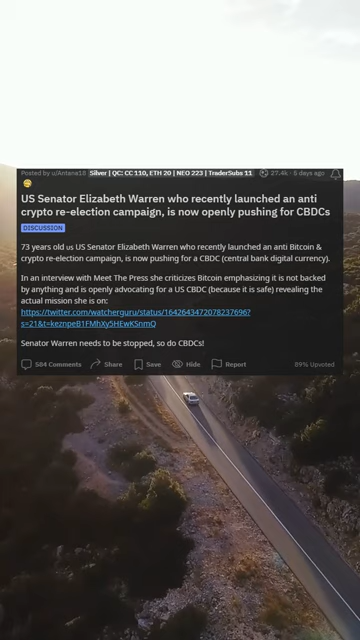 Posted by u/Antana18 Silver | QC: CC 110, ETH 20 | NEO 223 | TraderSubs 11 27.4k · 5 days ago
US Senator Elizabeth Warren who recently launched an anti
crypto re-election campaign, is now openly pushing for CBDCs
DISCUSSION
73 years old US Senator Elizabeth Warren who recently launched an anti Bitcoin &
crypto re-election campaign, is now pushing for a CBDC (central bank digital currency).
In an interview with Meet The Press she criticizes Bitcoin emphasizing it is not backed
by anything and is openly advocating for a US CBDC (because it is safe) revealing the
actual mission she is on:
https://twitter.com/watcherguru/status/1642643472078237696?
s=21&t=keznpeB1FMhXy5HEwKSnmQ
Senator Warren needs to be stopped, so do CBDCs!
584 Comments Share Save Hide Report 89% Upvoted